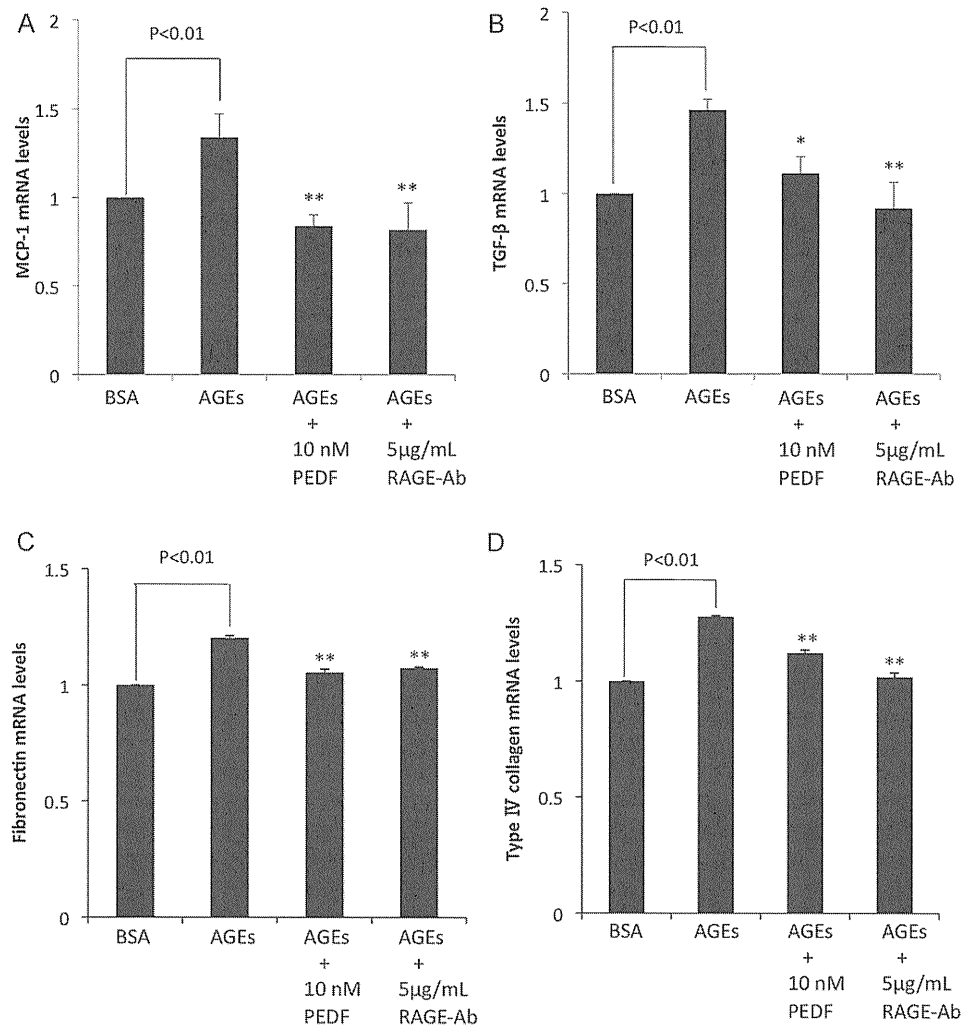 A
P<0.01
MCP-1 mRNA levels
2
1.5
1
0.5
0
**
**
BSA
AGEs
AGEs
+
10 nM
PEDF
AGEs
+
5μg/mL
RAGE-Ab
B
P<0.01
TGF-β mRNA levels
2
1.5
1
0.5
0
*
**
BSA
AGEs
AGEs
+
10 nM
PEDF
AGEs
+
5μg/mL
RAGE-Ab
C
P<0.01
Fibronectin mRNA levels
1.5
1
0.5
0
**
**
BSA
AGEs
AGEs
+
10 nM
PEDF
AGEs
+
5μg/mL
RAGE-Ab
D
P<0.01
Type IV collagen mRNA levels
1.5
1
0.5
0
**
**
BSA
AGEs
AGEs
+
10 nM
PEDF
AGEs
+
5μg/mL
RAGE-Ab